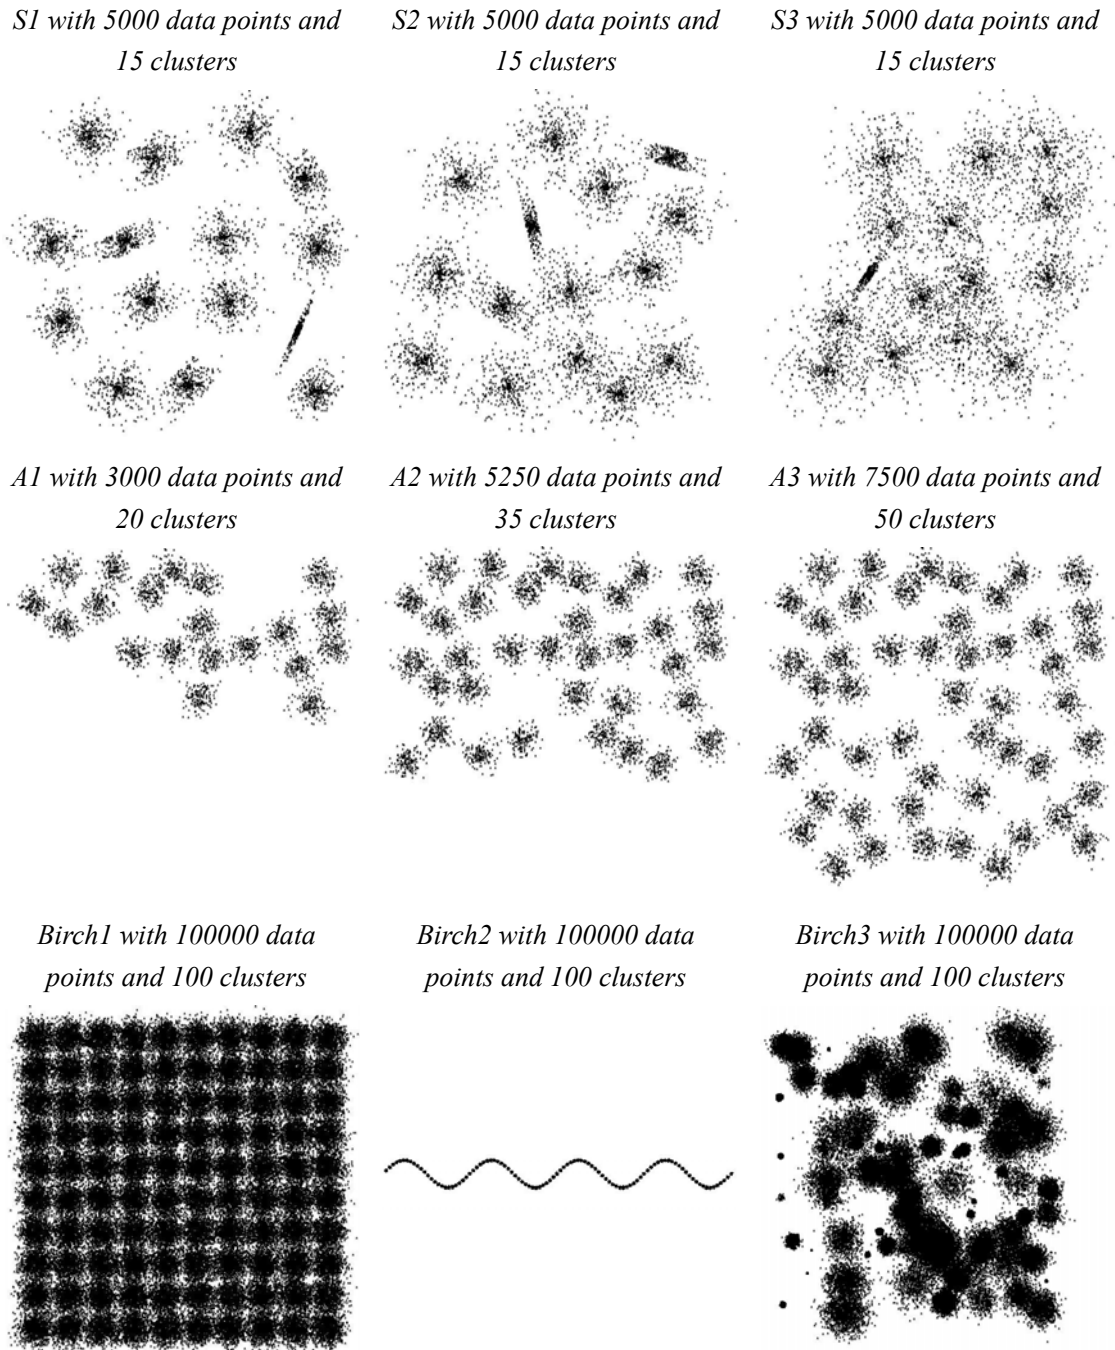 S1 with 5000 data points and
15 clusters
S2 with 5000 data points and
15 clusters
S3 with 5000 data points and
15 clusters
A1 with 3000 data points and
20 clusters
A2 with 5250 data points and
35 clusters
A3 with 7500 data points and
50 clusters
Birch1 with 100000 data
points and 100 clusters
Birch2 with 100000 data
points and 100 clusters
Birch3 with 100000 data
points and 100 clusters